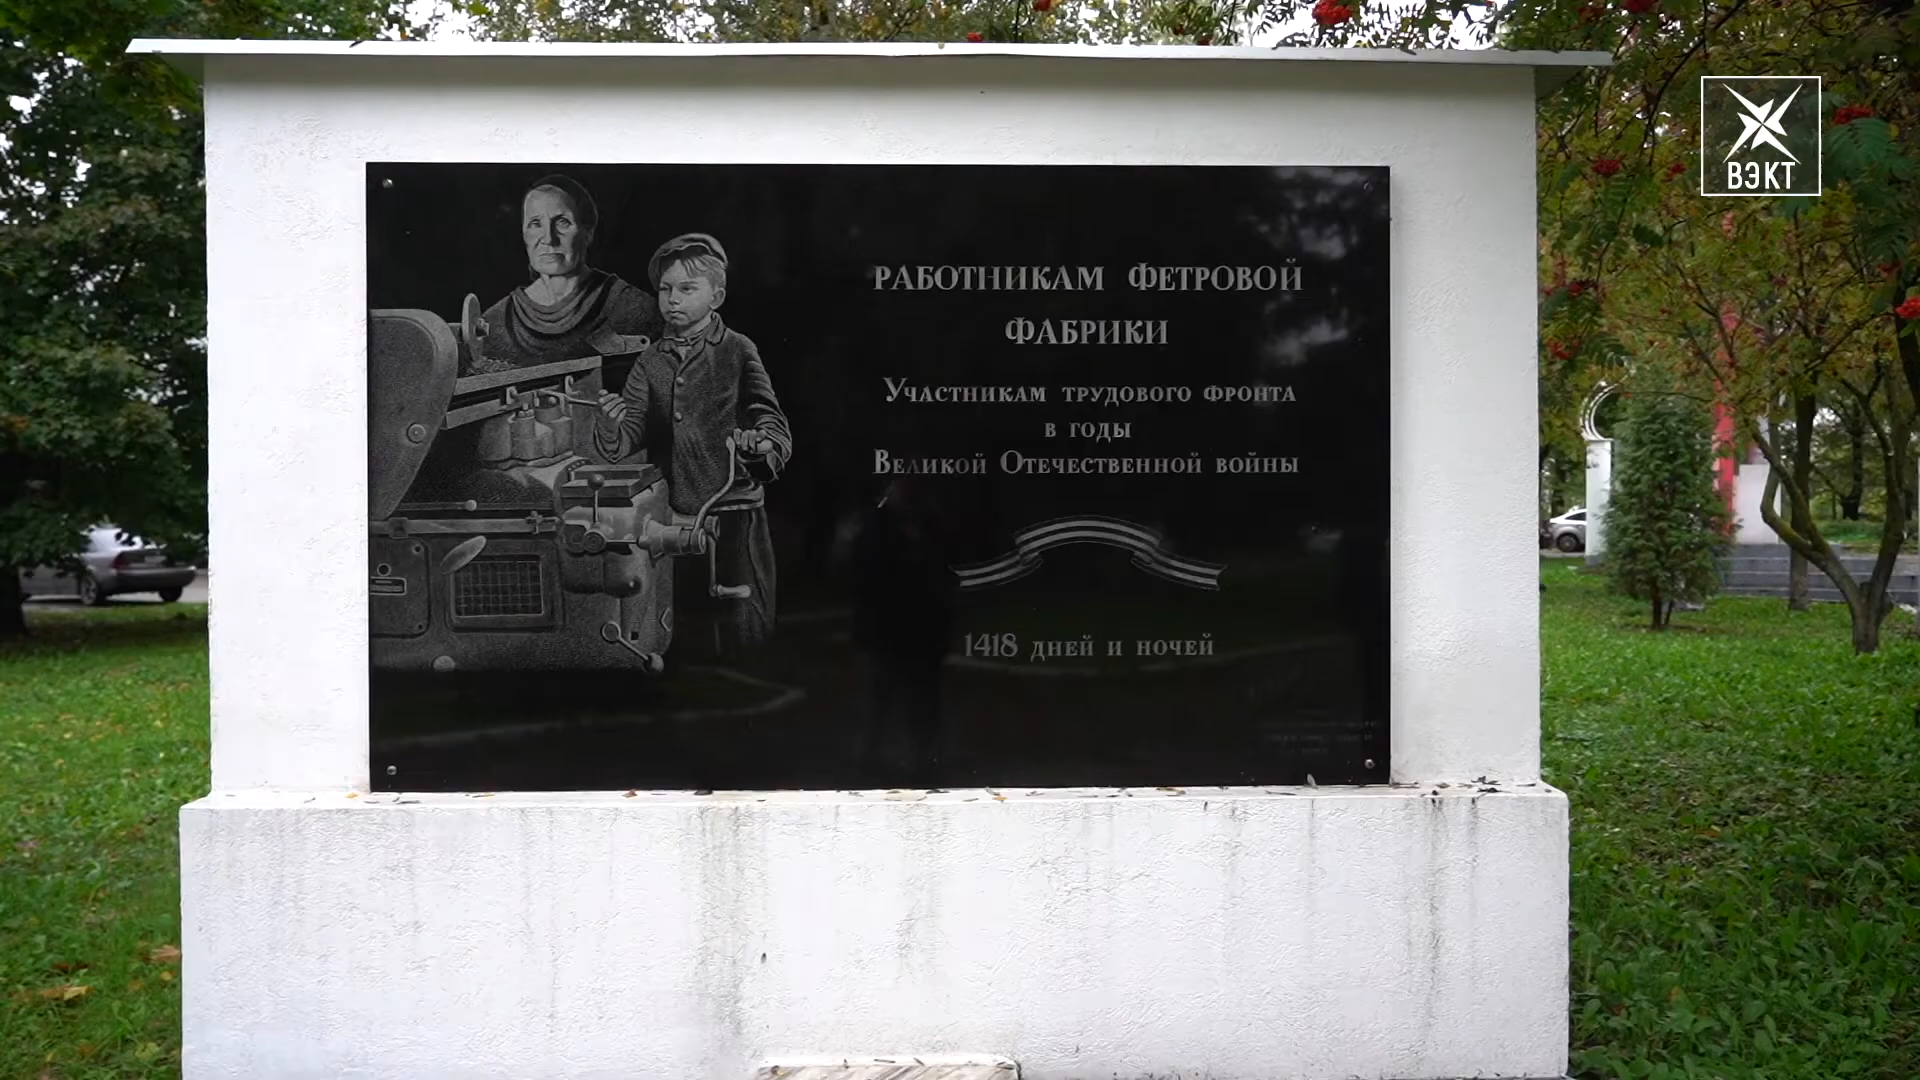 ВЭКТ
РАБОТНИКАМ ФЕТРОВОЙ
ФАБРИКИ
Участникам трудового фронта
в годы
Великой Отечественной войны
1418 дней и ночей